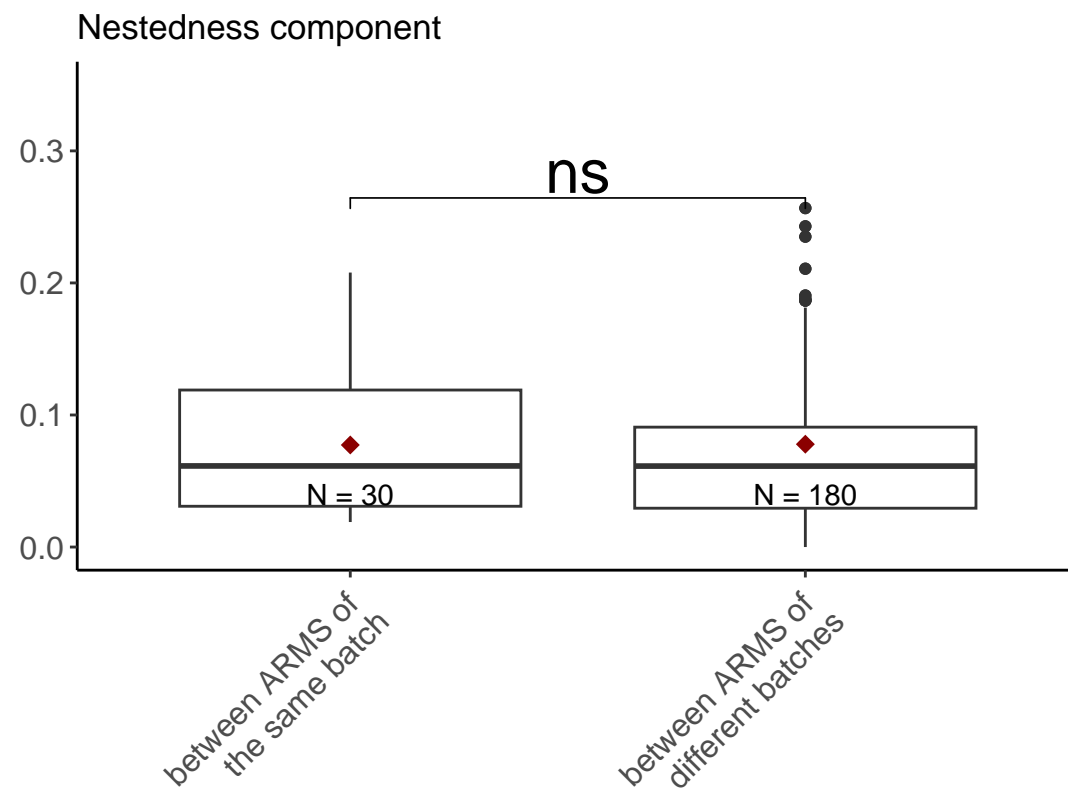 Nestedness component
0.3
0.2
0.1
0.0
ns
N = 30
N = 180
between ARMS of
the same batch
between ARMS of
different batches